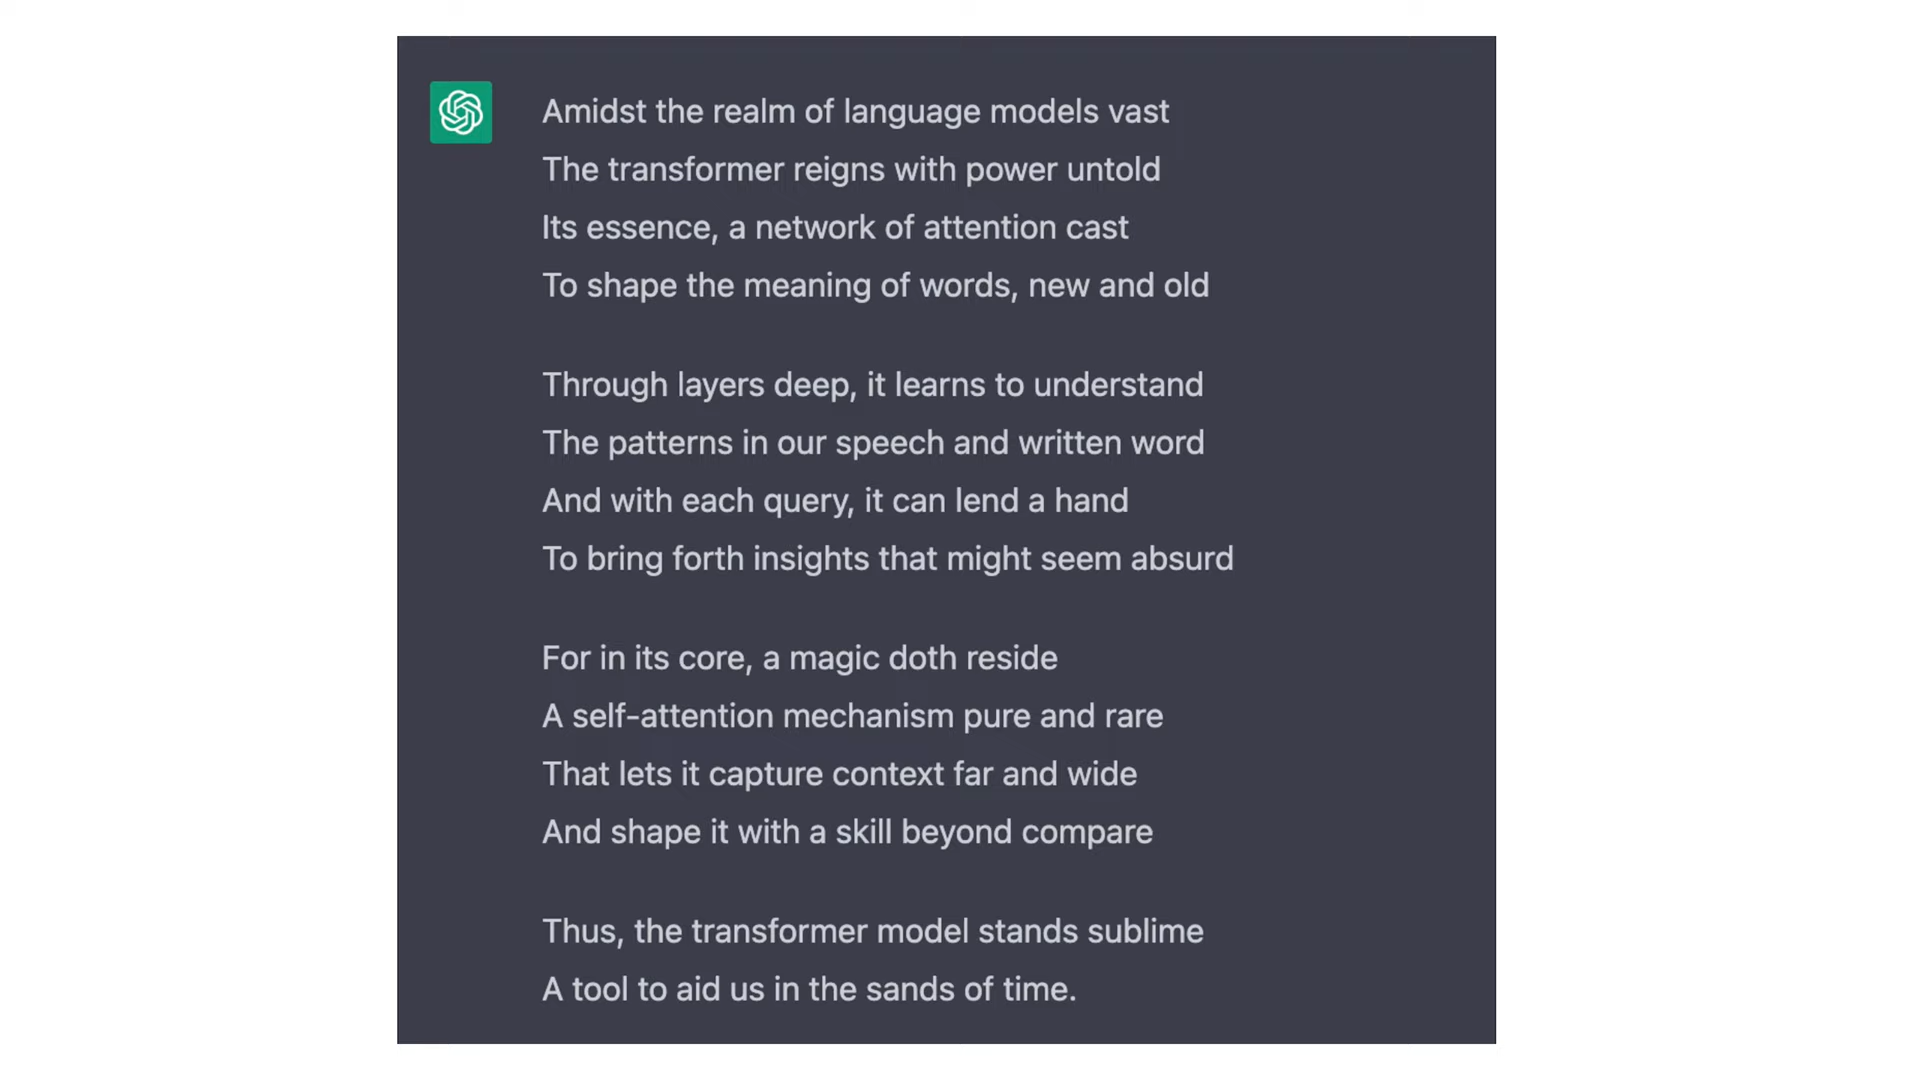 Amidst the realm of language models vast
The transformer reigns with power untold
Its essence, a network of attention cast
To shape the meaning of words, new and old
Through layers deep, it learns to understand
The patterns in our speech and written word
And with each query, it can lend a hand
To bring forth insights that might seem absurd
For in its core, a magic doth reside
A self-attention mechanism pure and rare
That lets it capture context far and wide
And shape it with a skill beyond compare
Thus, the transformer model stands sublime
A tool to aid us in the sands of time.